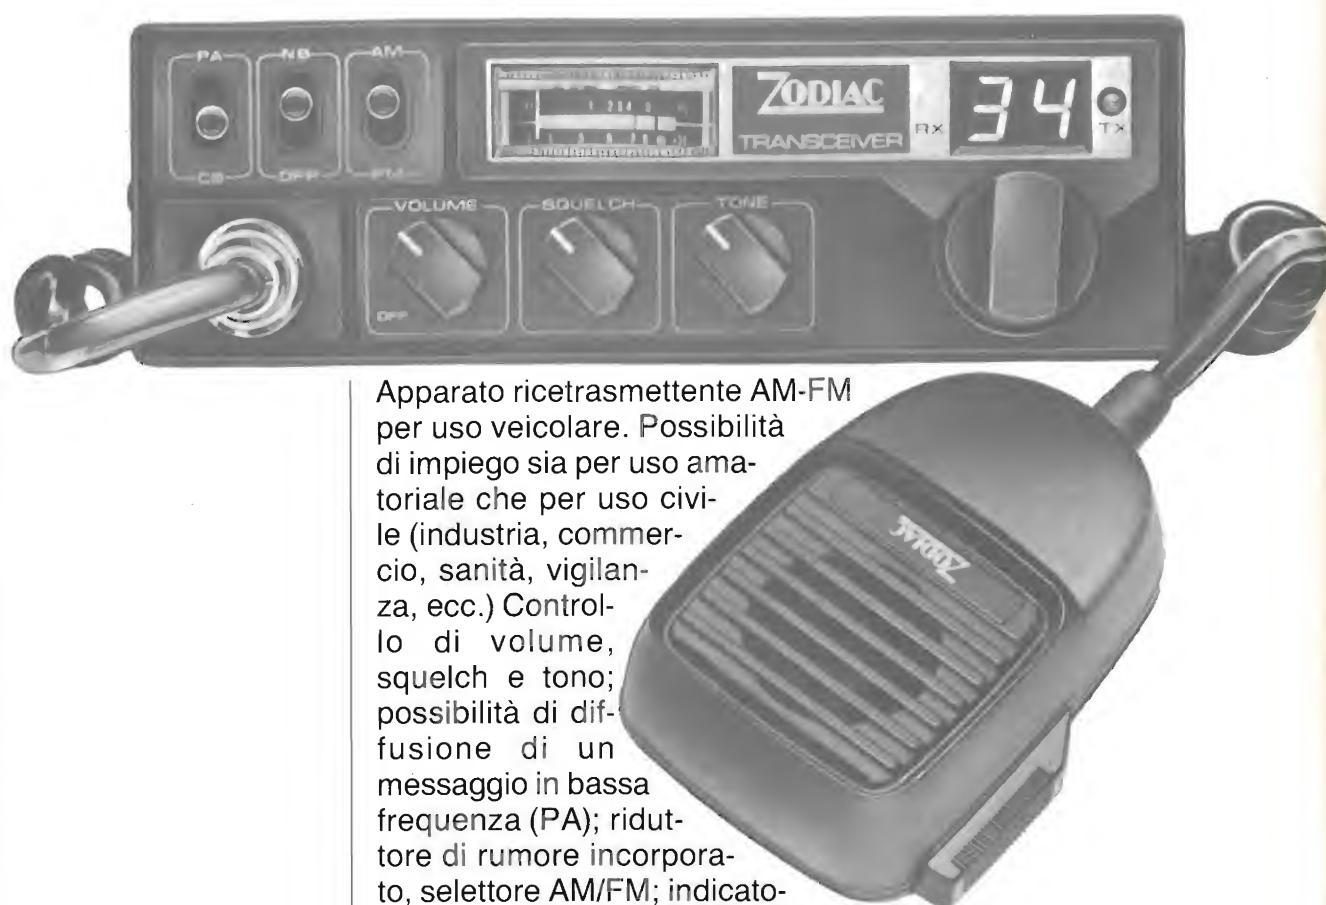 PA NB AM
ZODIAC
TRANSCEIVER
RX
34
TX
CB OFF FM
VOLUME SQUELCH TONE
OFF
Apparato ricetrasmettente AM-FM
per uso veicolare. Possibilità
di impiego sia per uso ama-
toriale che per uso civi-
le (industria, commer-
cio, sanità, vigilan-
za, ecc.) Control-
lo di volume,
squelch e tono;
possibilità di dif-
fusione di un
messaggio in bassa
frequenza (PA); ridut-
tore di rumore incorpora-
to, selettore AM/FM; indicato-
ZODIAC